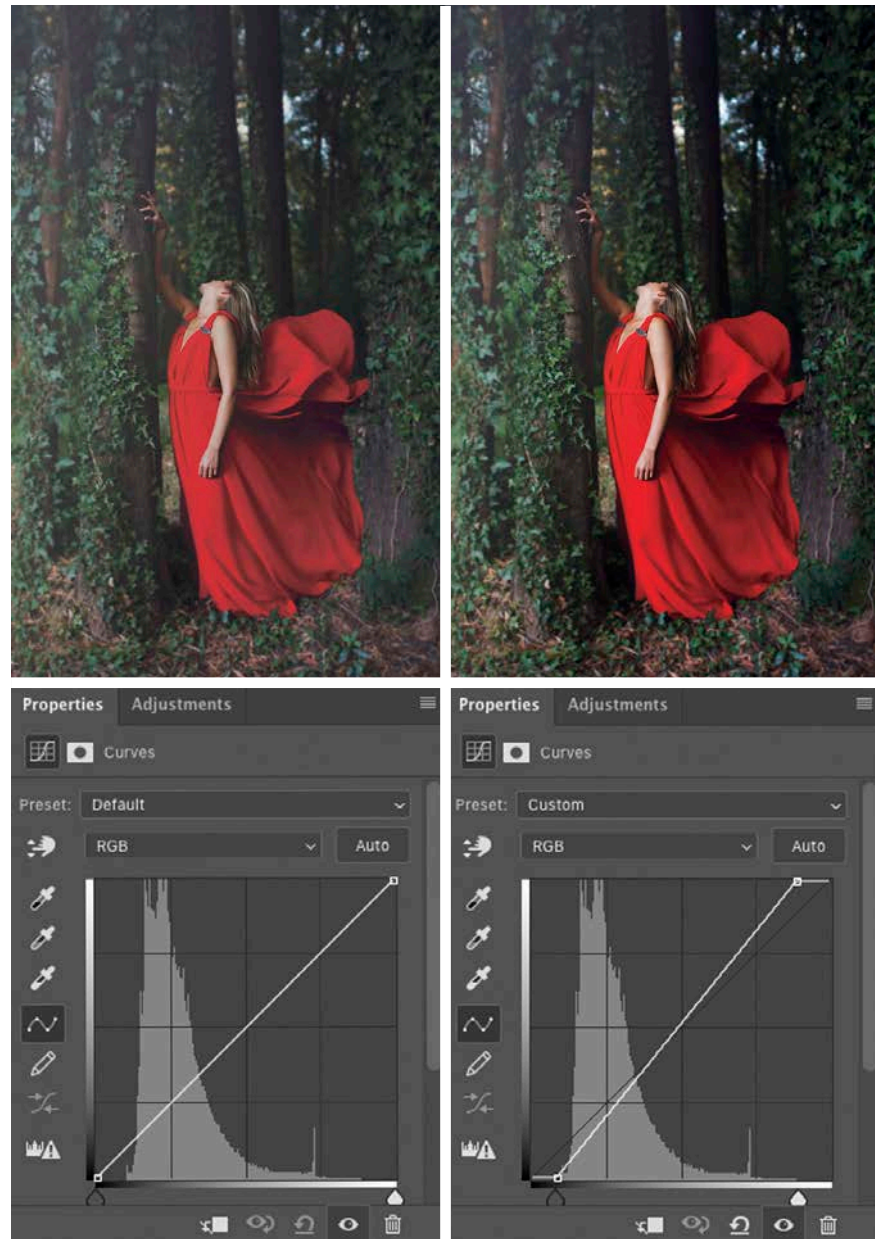 Properties Adjustments
Curves
Preset: Default
RGB Auto
Properties Adjustments
Curves
Preset: Custom
RGB Auto